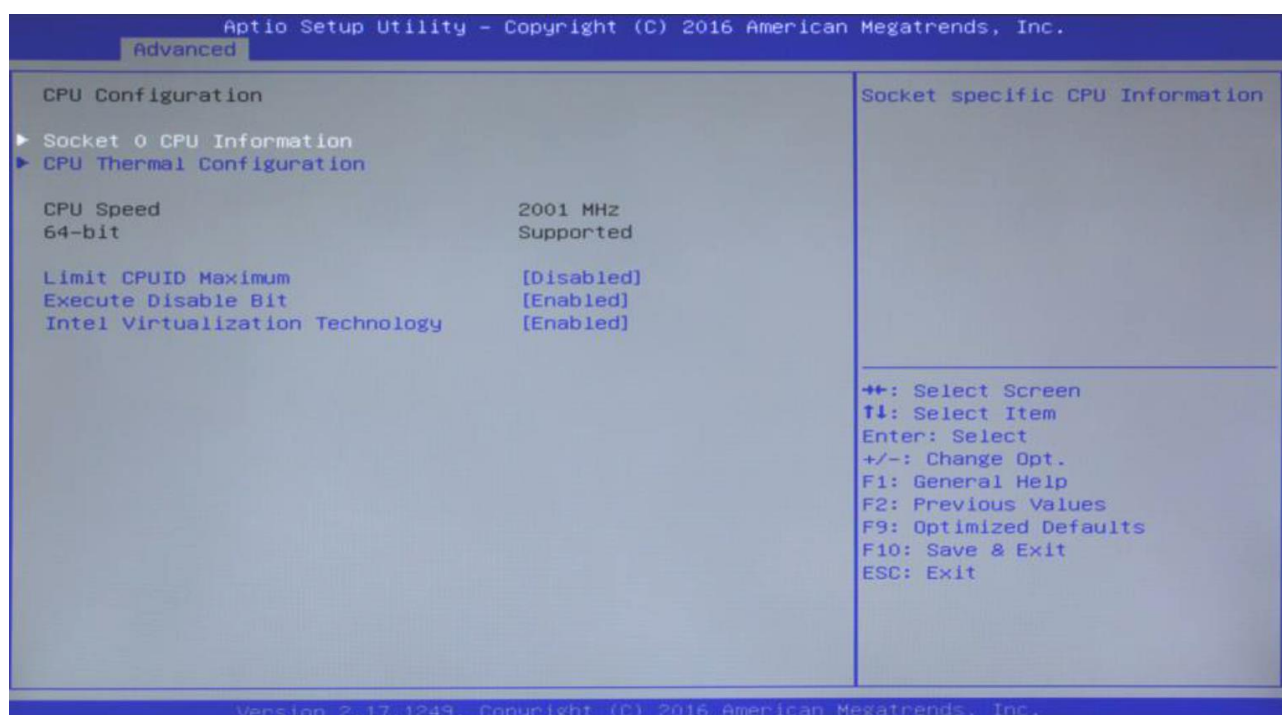 Aptio Setup Utility – Copyright (C) 2016 American Megatrends, Inc.
Advanced
CPU Configuration
Socket 0 CPU Information
CPU Thermal Configuration
CPU Speed 2001 MHz
64-bit Supported
Limit CPUID Maximum [Disabled]
Execute Disable Bit [Enabled]
Intel Virtualization Technology [Enabled]
Socket specific CPU Information
→←: Select Screen
↑↓: Select Item
Enter: Select
+/-: Change Opt.
F1: General Help
F2: Previous Values
F9: Optimized Defaults
F10: Save & Exit
ESC: Exit
Version 2.17.1249. Copyright (C) 2016 American Megatrends, Inc.